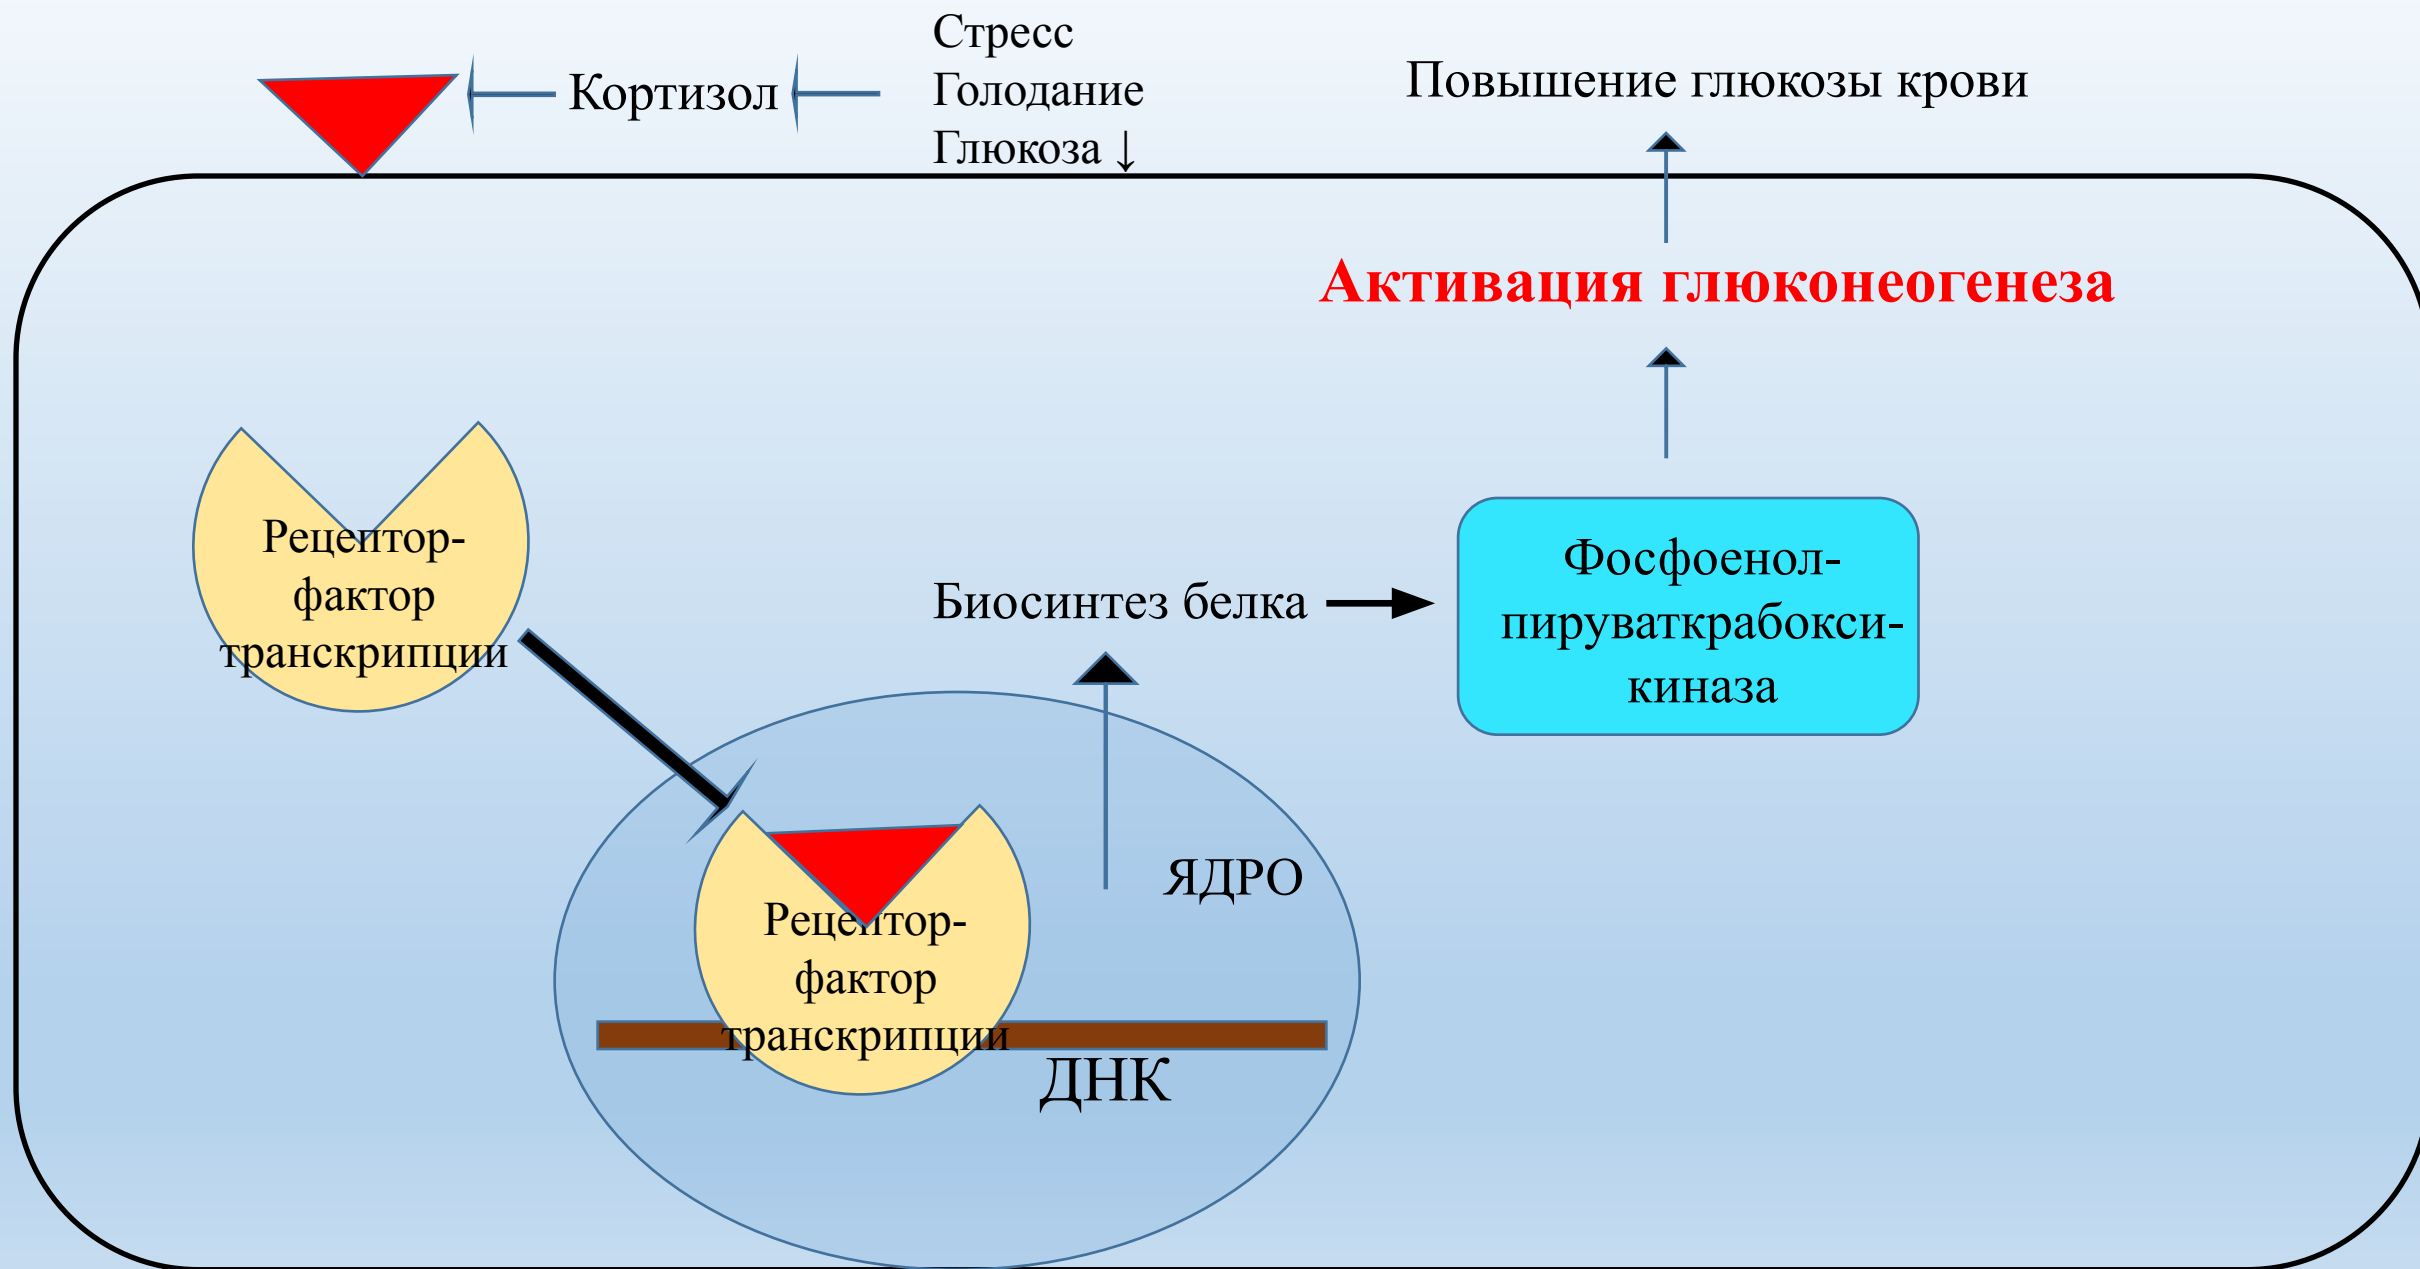 Стресс
Кортизол
Голодание
Глюкоза ↓
Повышение глюкозы крови
Активация глюконеогенеза
Рецептор-
фактор
транскрипции
Биосинтез белка
Фосфоенол-
пируваткрабокси-
киназа
ЯДРО
Рецептор-
фактор
транскрипции
ДНК